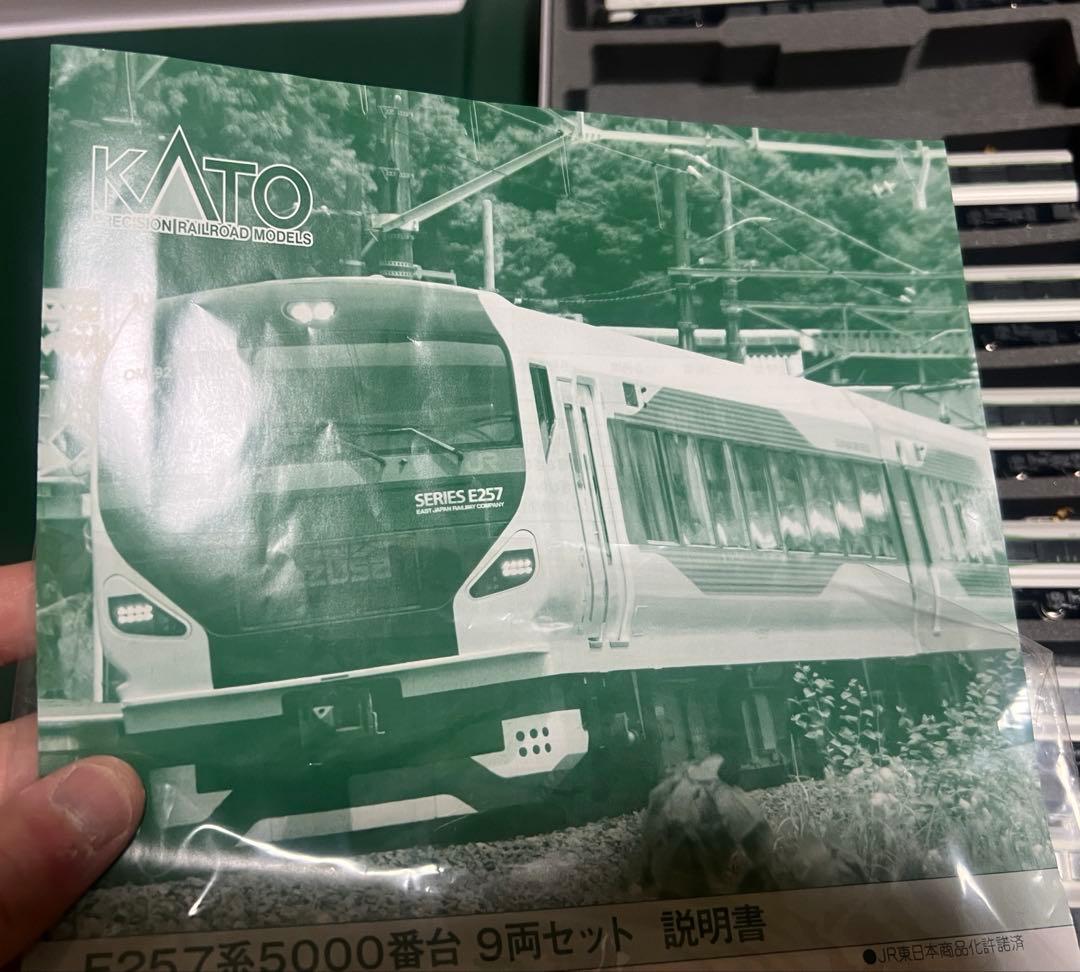 KATO
PRECISION RAILROAD MODELS
SERIES E257
EAST JAPAN RAILWAY COMPANY
E257系5000番台 9両セット 説明書
●JR東日本商品化許諾済